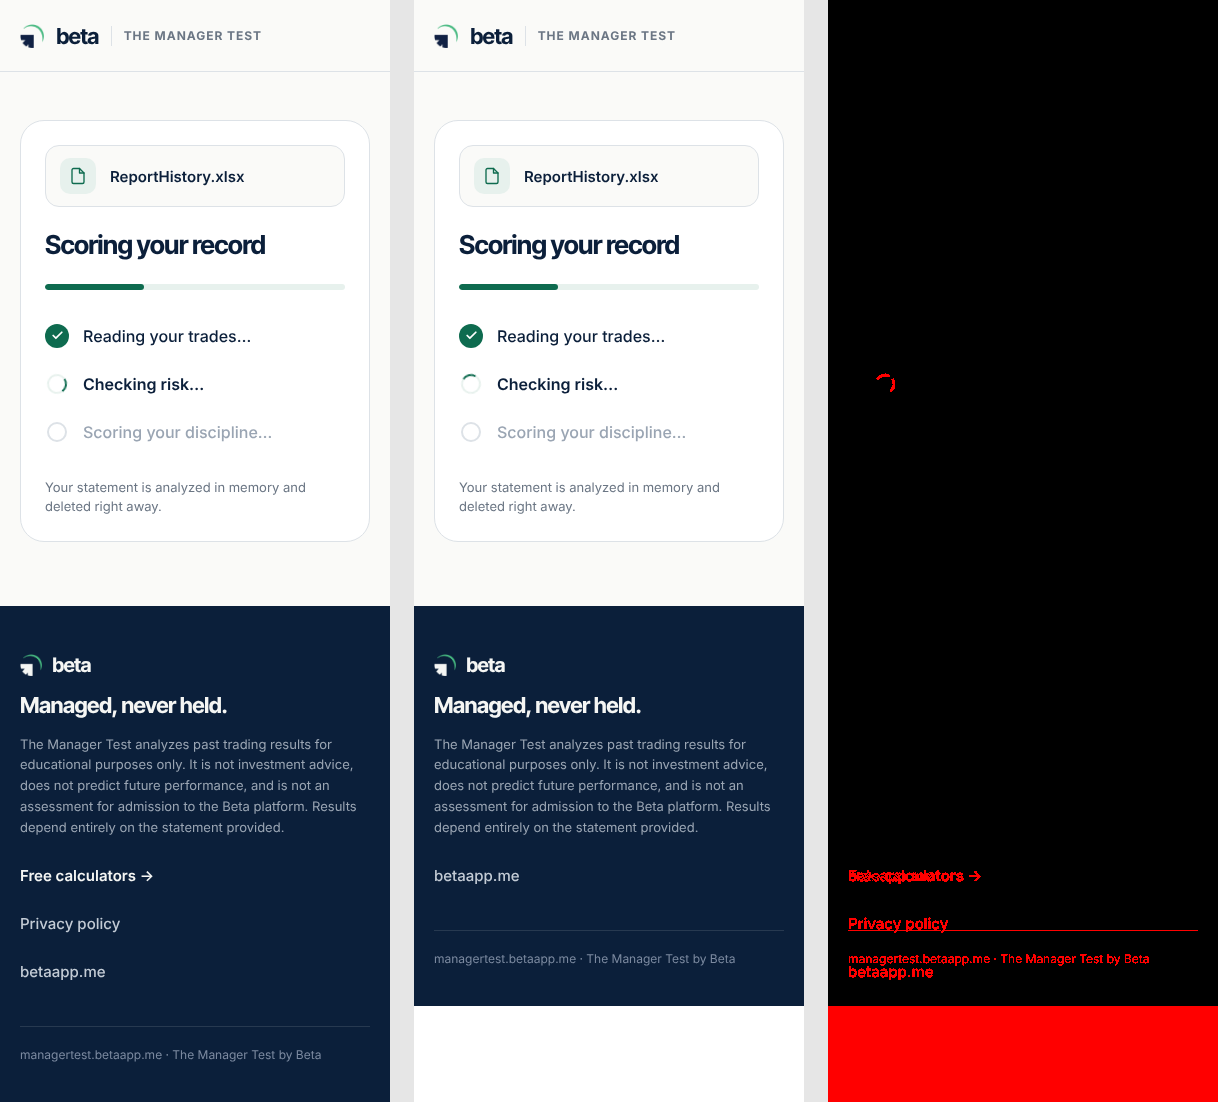 beta
THE MANAGER TEST
ReportHistory.xlsx
Scoring your record
Reading your trades...
Checking risk...
Scoring your discipline...
Your statement is analyzed in memory and
deleted right away.
beta
Managed, never held.
The Manager Test analyzes past trading results for
educational purposes only. It is not investment advice,
does not predict future performance, and is not an
assessment for admission to the Beta platform. Results
depend entirely on the statement provided.
Free calculators →
Privacy policy
betaapp.me
managertest.betaapp.me · The Manager Test by Beta
beta
THE MANAGER TEST
ReportHistory.xlsx
Scoring your record
Reading your trades...
Checking risk...
Scoring your discipline...
Your statement is analyzed in memory and
deleted right away.
beta
Managed, never held.
The Manager Test analyzes past trading results for
educational purposes only. It is not investment advice,
does not predict future performance, and is not an
assessment for admission to the Beta platform. Results
depend entirely on the statement provided.
betaapp.me
managertest.betaapp.me · The Manager Test by Beta
Privacy policy
managertest.betaapp.me · The Manager Test by Beta
betaapp.me